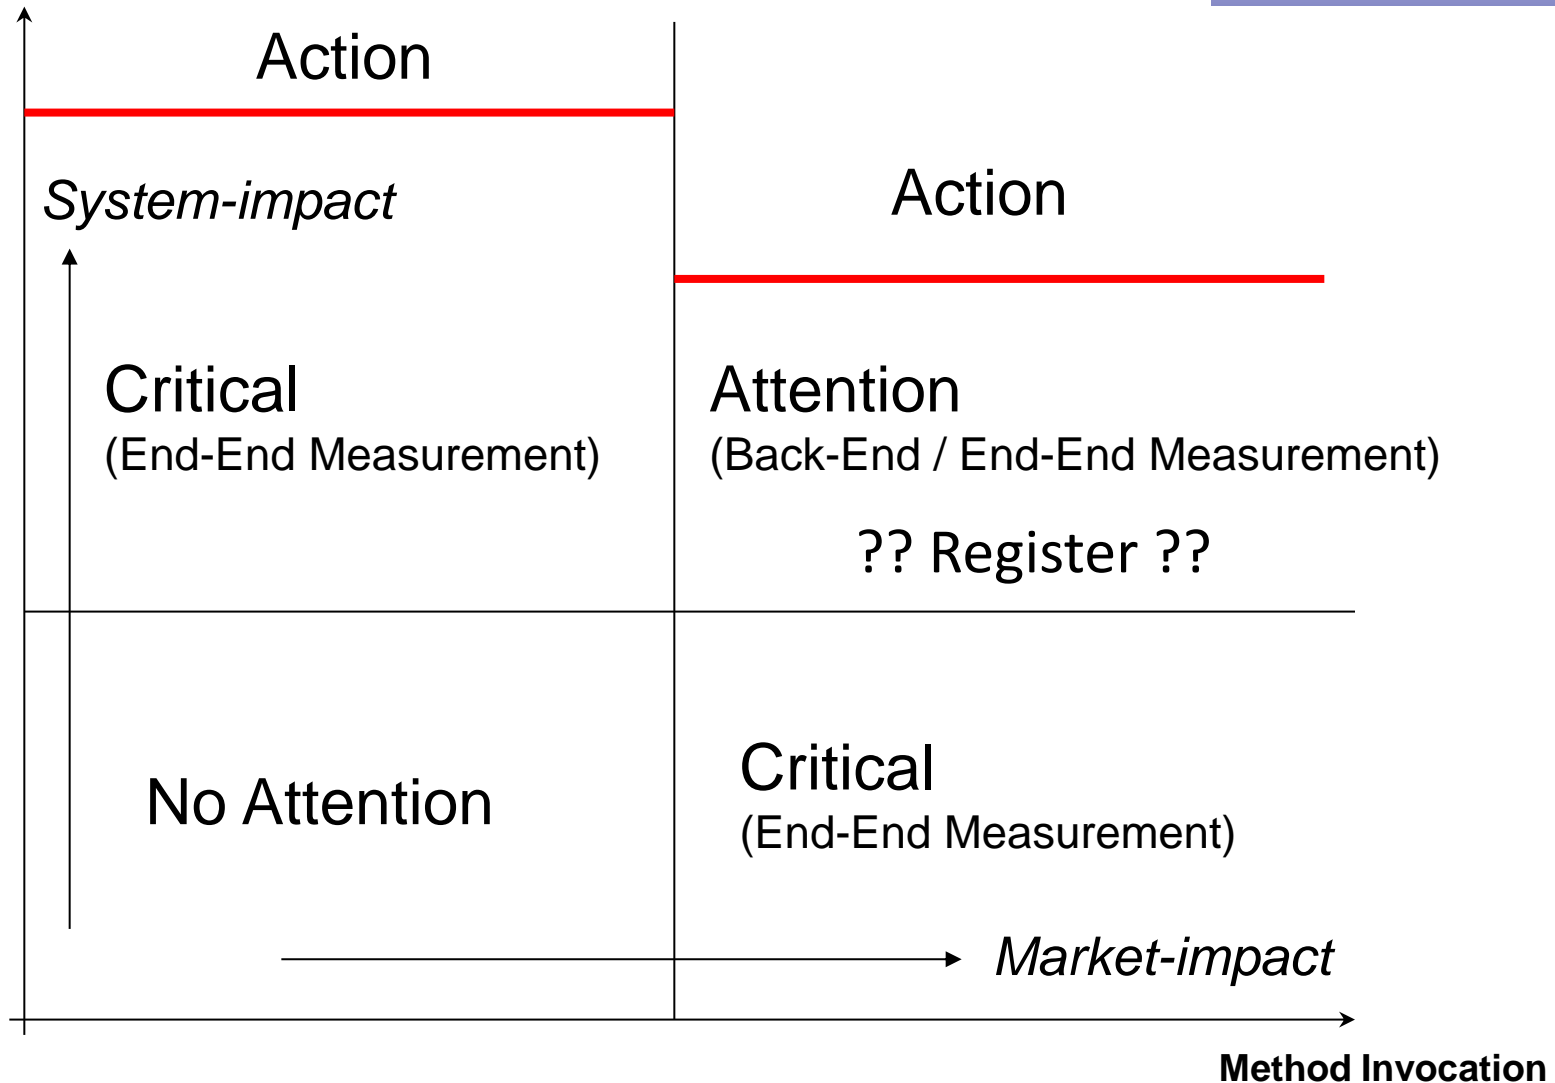 Action
System-impact
Action
Critical
(End-End Measurement)
Attention
(Back-End / End-End Measurement)
?? Register ??
No Attention
Critical
(End-End Measurement)
Market-impact
Method Invocation